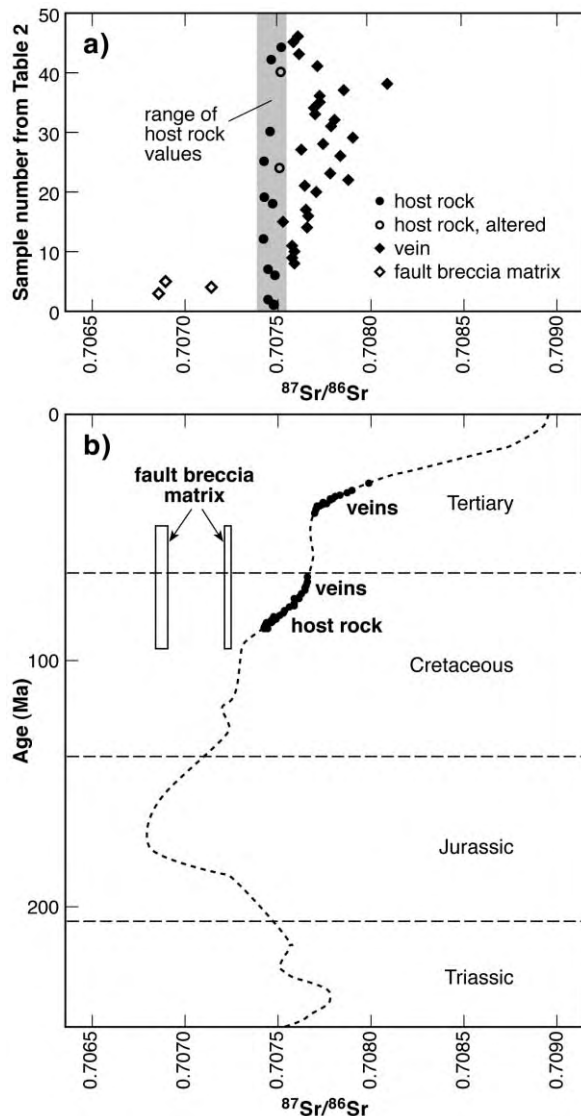 a)
Sample number from Table 2
50
40
30
20
10
0
range of
host rock
values
host rock
host rock, altered
vein
fault breccia matrix
0.7065
0.7070
0.7075
0.7080
0.7085
0.7090
87Sr/86Sr
b)
Age (Ma)
0
100
200
fault breccia
matrix
veins
Tertiary
veins
host rock
Cretaceous
Jurassic
Triassic
0.7065
0.7070
0.7075
0.7080
0.7085
0.7090
87Sr/86Sr